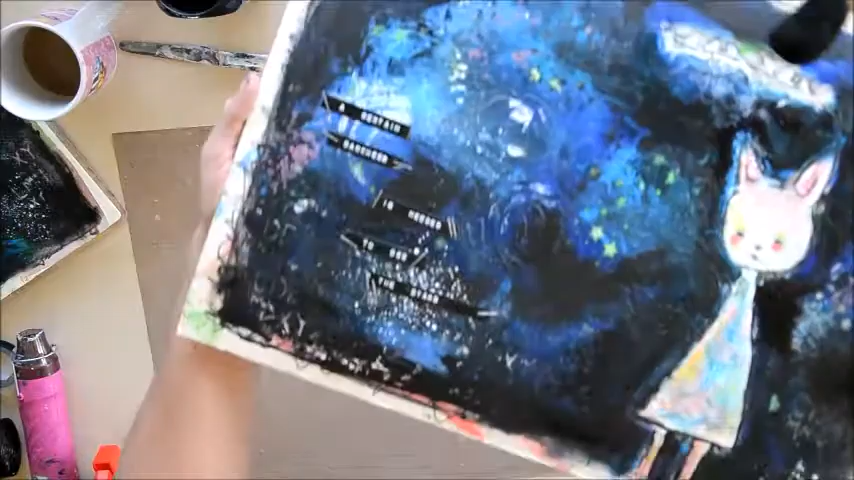 A CERTAIN
DARKNESS
IS NEEDED
TO SEE
THE STARS